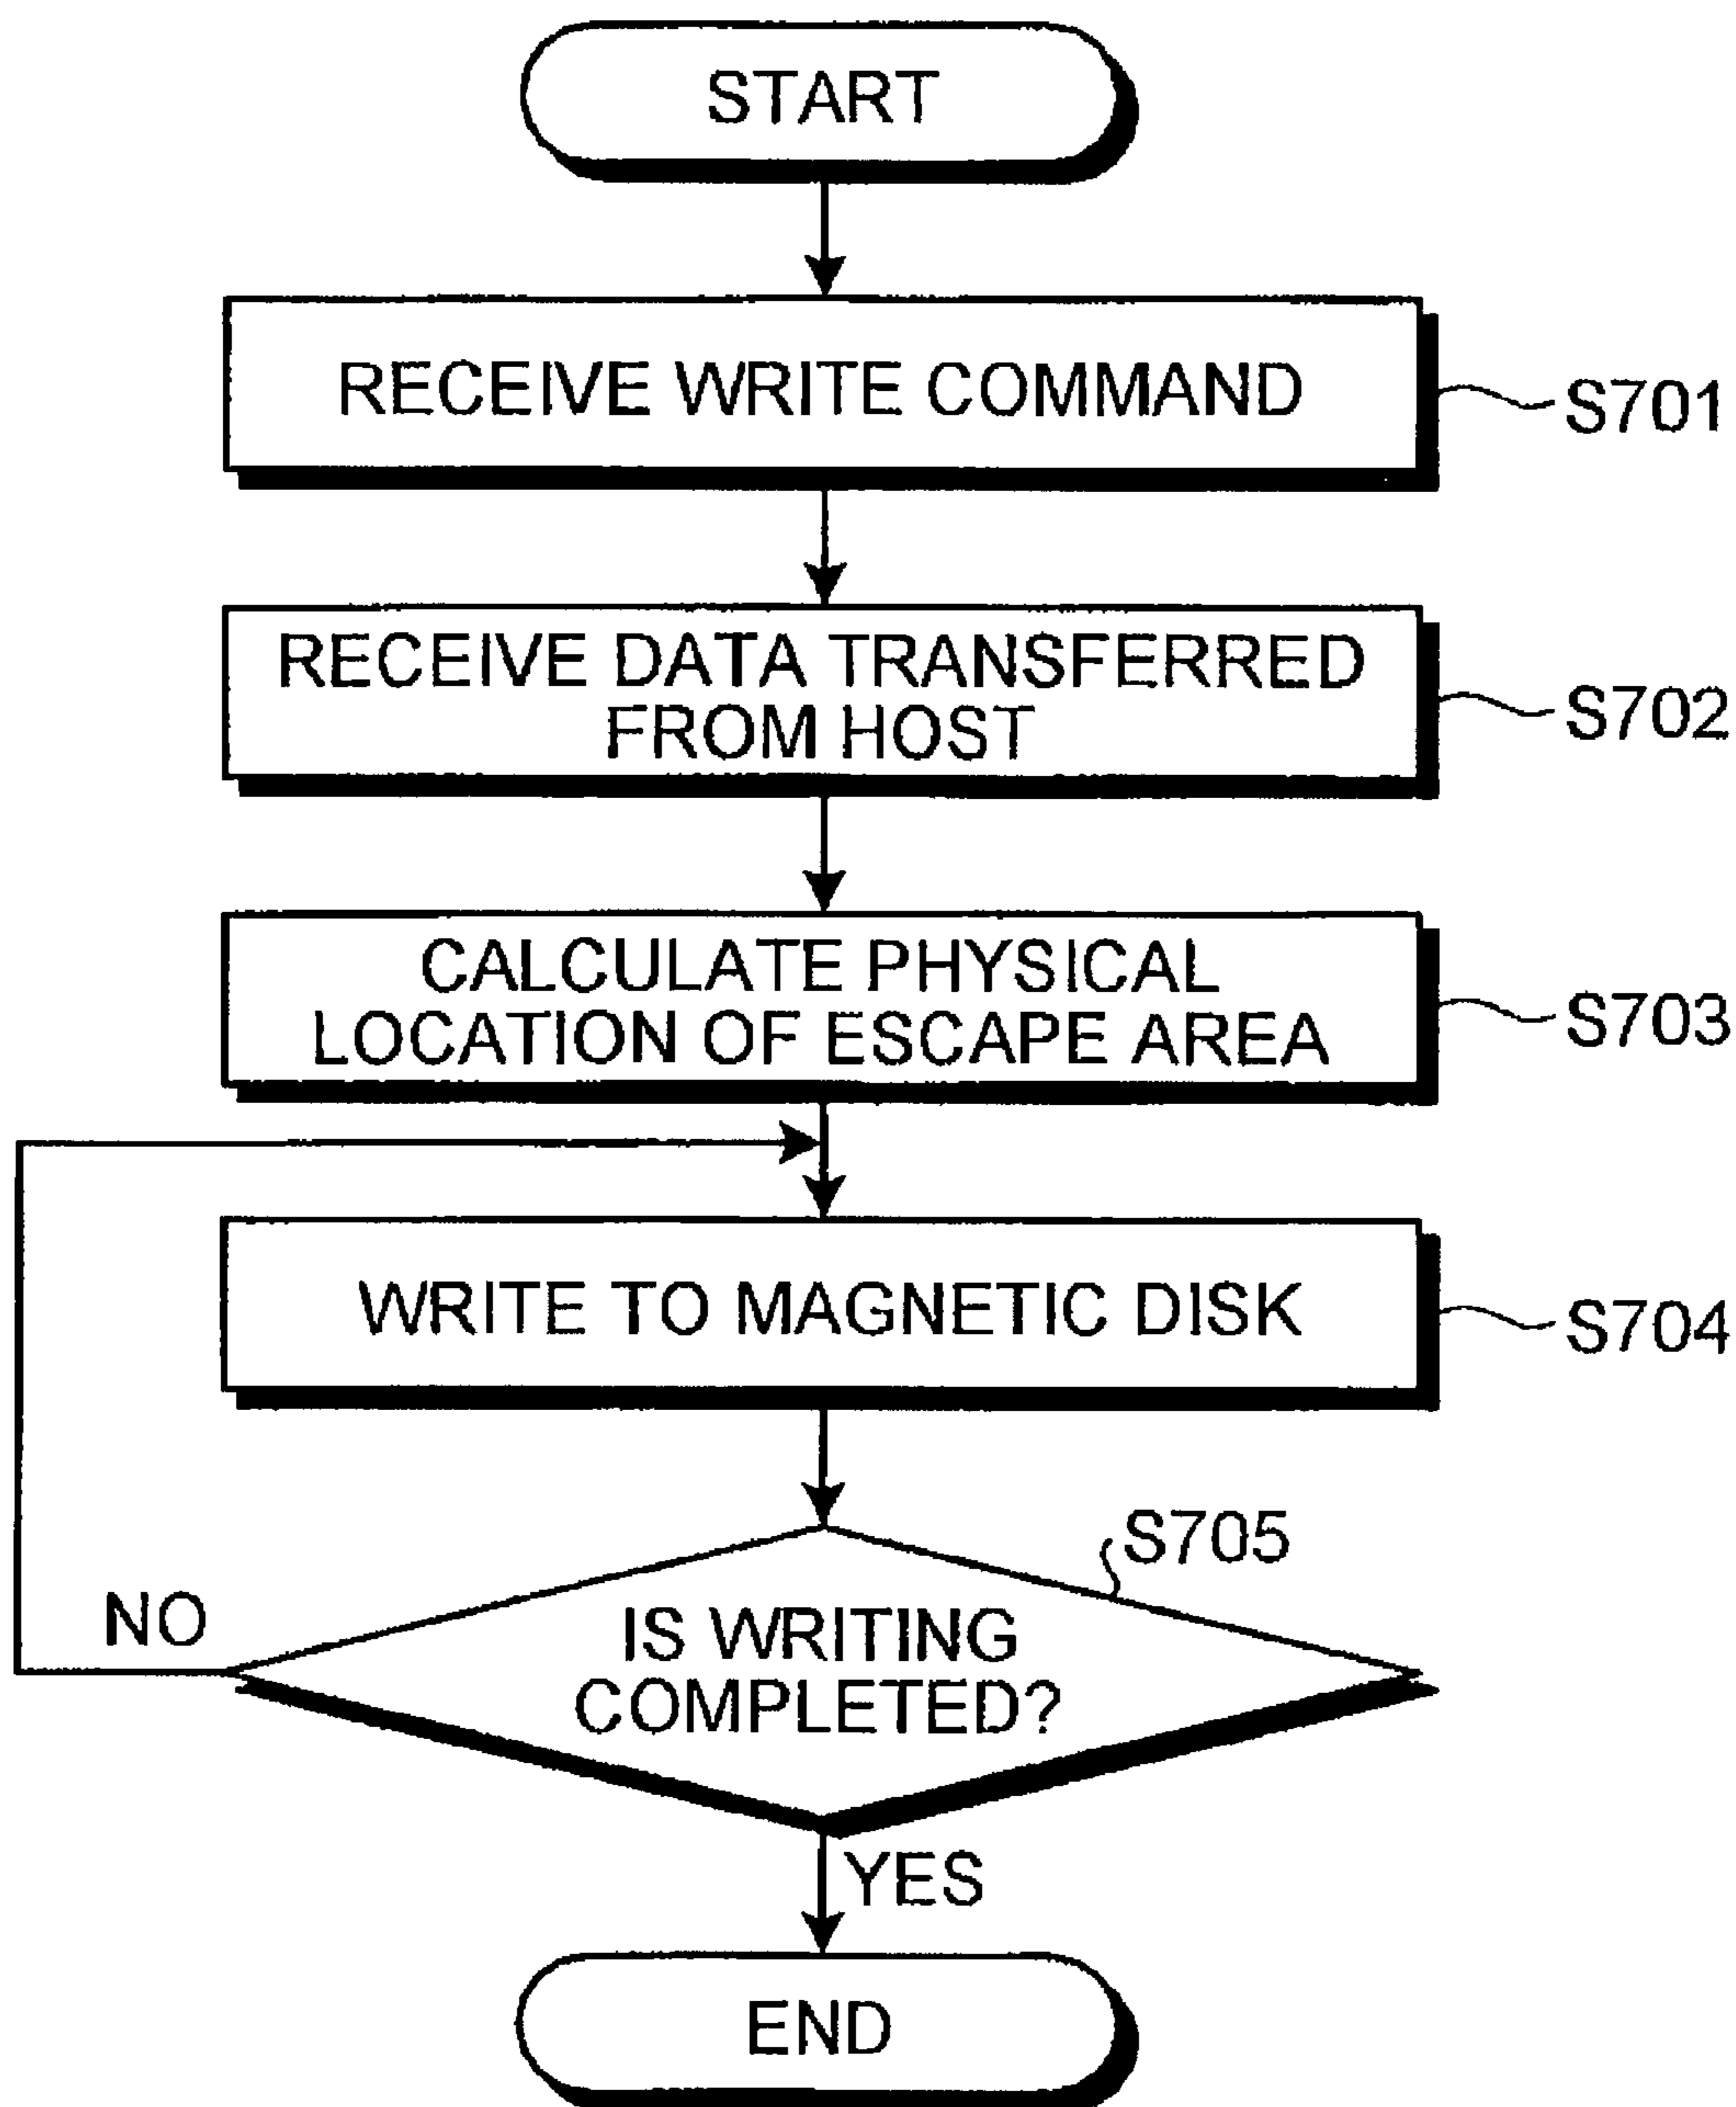 START
RECEIVE WRITE COMMAND
S701
RECEIVE DATA TRANSFERRED
FROM HOST
S702
CALCULATE PHYSICAL
LOCATION OF ESCAPE AREA
S703
WRITE TO MAGNETIC DISK
S704
S705
NO
IS WRITING
COMPLETED?
YES
END